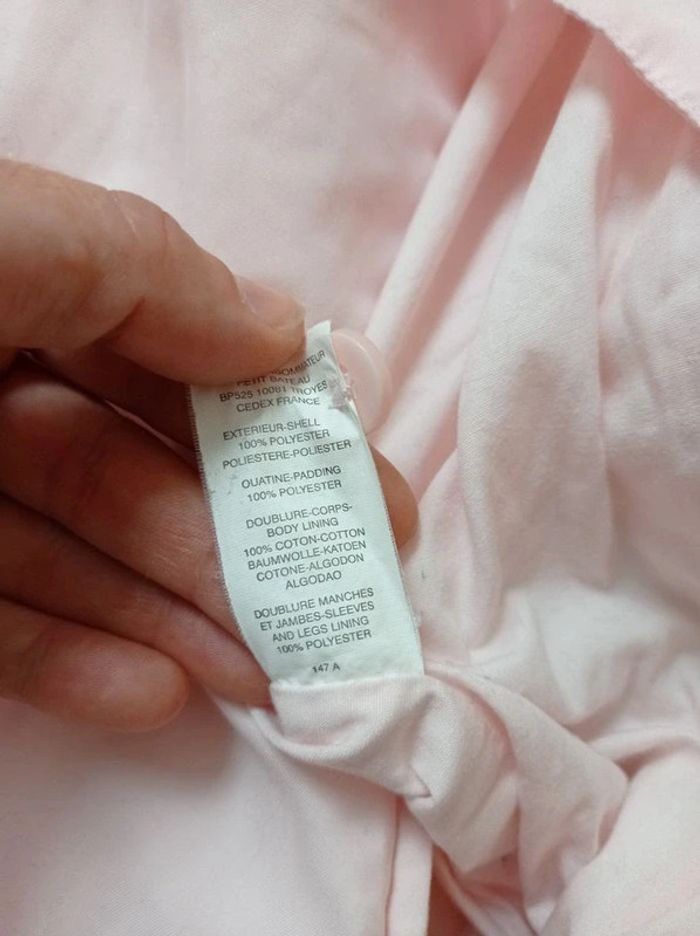 PETIT BATEAU
BP525 10081 TROYES
CEDEX FRANCE
EXTERIEUR-SHELL
100% POLYESTER
POLIESTERE-POLIESTER
OUATINE-PADDING
100% POLYESTER
DOUBLURE-CORPS-
BODY LINING
100% COTON-COTTON
BAUMWOLLE-KATOEN
COTONE-ALGODON
ALGODAO
DOUBLURE MANCHES
ET JAMBES-SLEEVES
AND LEGS LINING
100% POLYESTER
147 A